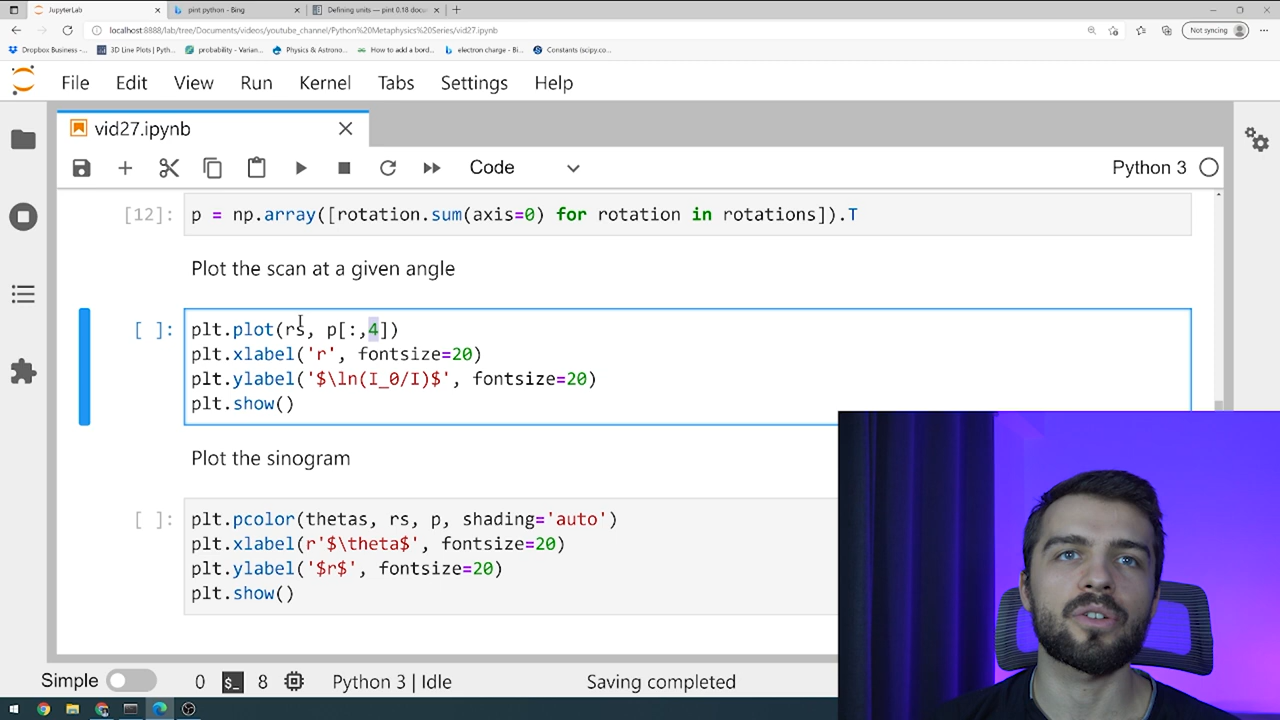 JupyterLab
pint python - Bing
Defining units — pint 0.18 docu
localhost:8888/lab/tree/Documents/videos/youtube_channel/Python%20Metaphysics%20Series/vid27.ipynb
Not syncing
Dropbox Business -...
3D Line Plots | Pyth...
probability - Varian...
Physics & Astrono...
How to add a bord...
electron charge - Bi...
Constants (scipy.co...
File Edit View Run Kernel Tabs Settings Help
vid27.ipynb
Code
Python 3
[12]: p = np.array([rotation.sum(axis=0) for rotation in rotations]).T
Plot the scan at a given angle
[ ]: plt.plot(rs, p[:,4])
plt.xlabel('r', fontsize=20)
plt.ylabel('$\ln(I_0/I)$', fontsize=20)
plt.show()
Plot the sinogram
[ ]: plt.pcolor(thetas, rs, p, shading='auto')
plt.xlabel(r'$\theta$', fontsize=20)
plt.ylabel('$r$', fontsize=20)
plt.show()
Simple
0
$_
8
Python 3 | Idle
Saving completed